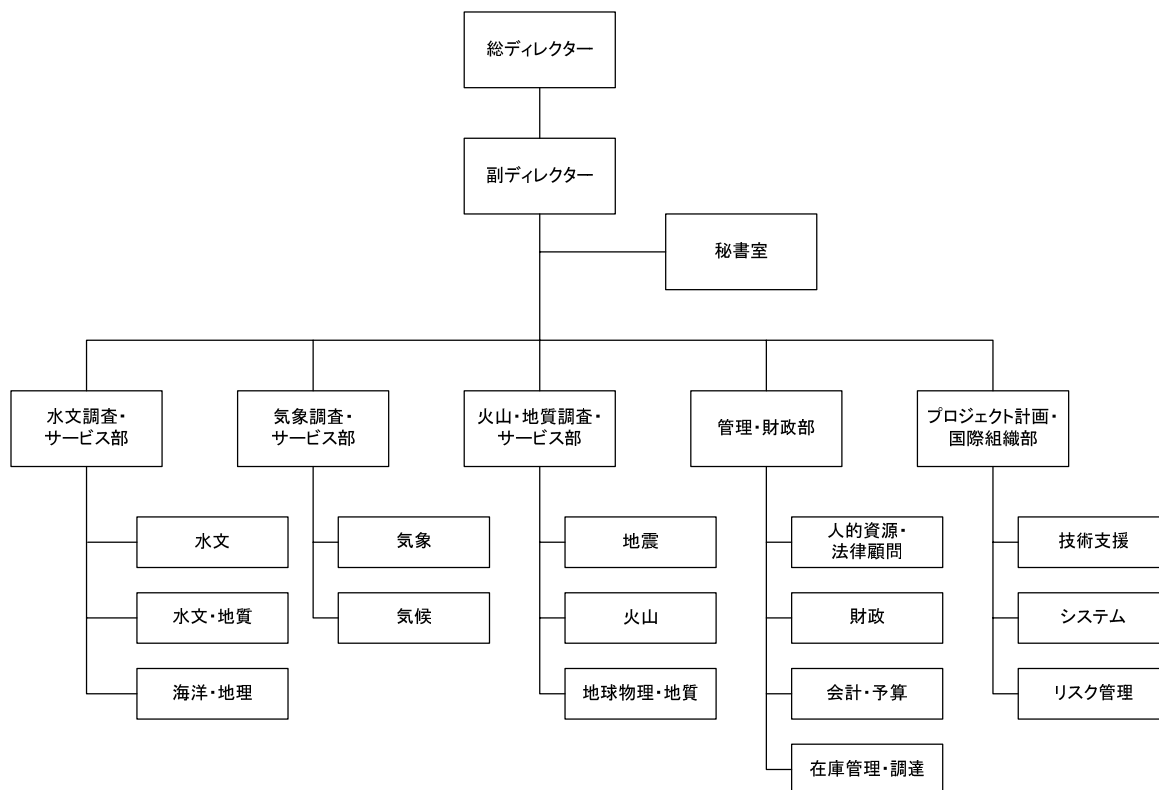 総ディレクター
副ディレクター
秘書室
水文調査・
サービス部
気象調査・
サービス部
火山・地質調査・
サービス部
管理・財政部
プロジェクト計画・
国際組織部
水文
水文・地質
海洋・地理
気象
気候
地震
火山
地球物理・地質
人的資源・
法律顧問
財政
会計・予算
在庫管理・調達
技術支援
システム
リスク管理